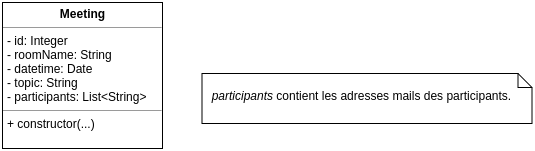 Meeting
- id: Integer
- roomName: String
- datetime: Date
- topic: String
- participants: List<String>
+ constructor(...)
participants contient les adresses mails des participants.